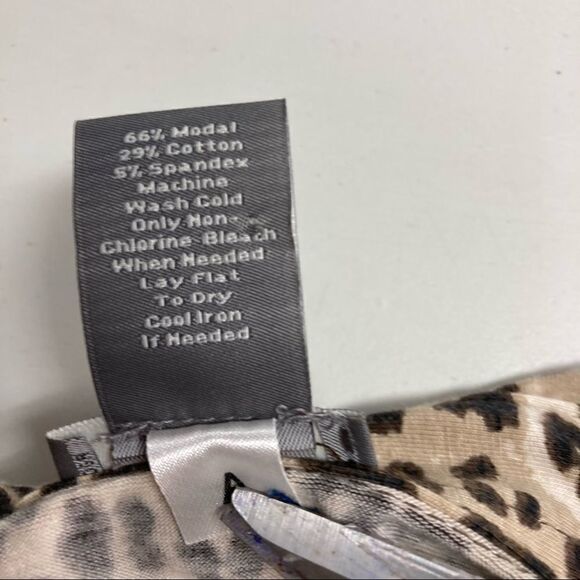 66% Modal
29% Cotton
5% Spandex
Machine
Wash Cold
Only Non-
Chlorine Bleach
When Needed
Lay Flat
To Dry
Cool Iron
If Needed